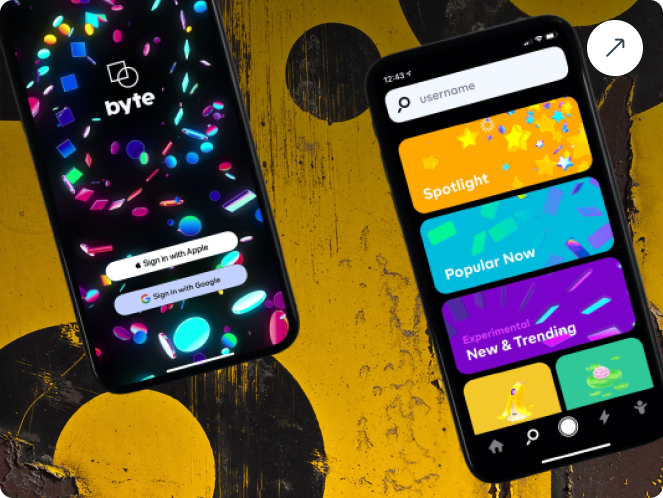 byte
Sign in with Apple
Sign in with Google
12:43
username
Spotlight
Popular Now
Experimental
New & Trending